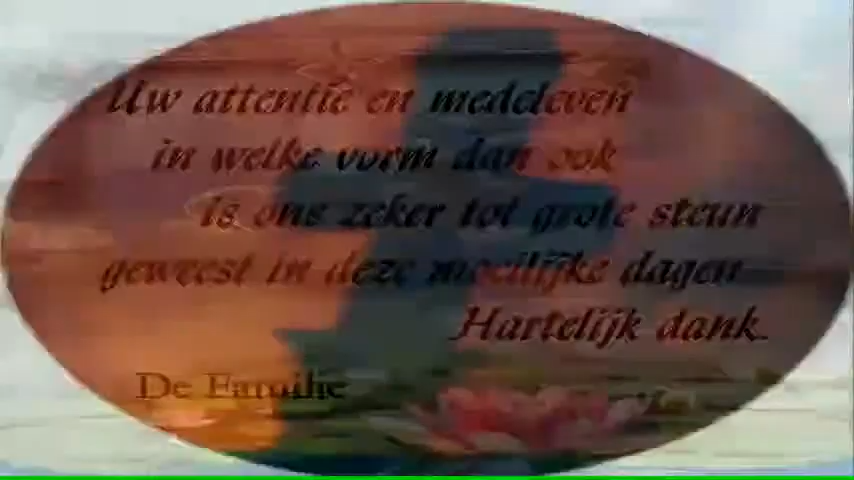 Uw attentie en medeleven
in welke vorm dan ook
is ons zeker tot grote steun
geweest in deze moeilijke dagen
Hartelijk dank.
De Familie